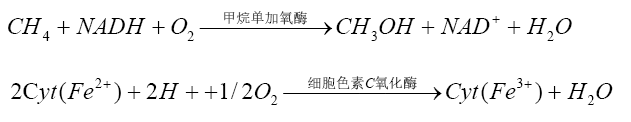 CH₄ + NADH + O₂ —甲烷单加氧酶→ CH₃OH + NAD⁺ + H₂O
2Cyt(Fe²⁺) + 2H + +1/2O₂ —细胞色素C氧化酶→ Cyt(Fe³⁺) + H₂O